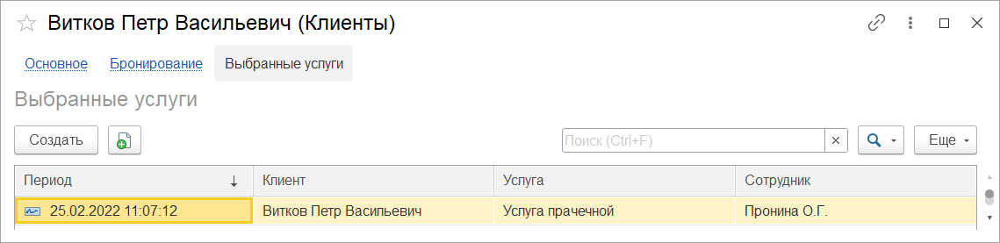 Витков Петр Васильевич (Клиенты)
Основное Бронирование Выбранные услуги
Выбранные услуги
Создать Поиск (Ctrl+F) Еще
Период Клиент Услуга Сотрудник
25.02.2022 11:07:12 Витков Петр Васильевич Услуга прачечной Пронина О.Г.